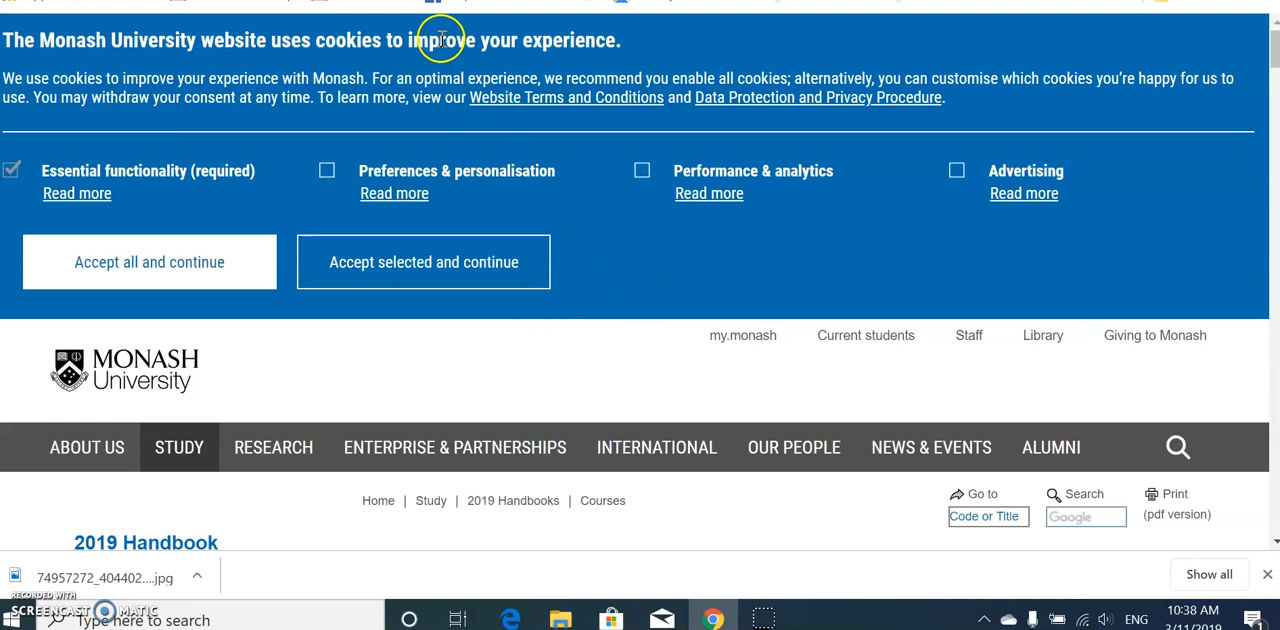 The Monash University website uses cookies to improve your experience.
We use cookies to improve your experience with Monash. For an optimal experience, we recommend you enable all cookies; alternatively, you can customise which cookies you're happy for us to
use. You may withdraw your consent at any time. To learn more, view our Website Terms and Conditions and Data Protection and Privacy Procedure.
Essential functionality (required) Preferences & personalisation Performance & analytics Advertising
Read more Read more Read more Read more
Accept all and continue Accept selected and continue
my.monash Current students Staff Library Giving to Monash
MONASH
University
ABOUT US STUDY RESEARCH ENTERPRISE & PARTNERSHIPS INTERNATIONAL OUR PEOPLE NEWS & EVENTS ALUMNI
Home | Study | 2019 Handbooks | Courses
Go to Search Print
Code or Title Google (pdf version)
2019 Handbook
74957272_404402....jpg Show all
RECORDED WITH
SCREENCAST MATIC
Type here to search
ENG
10:38 AM
3/11/2019
1